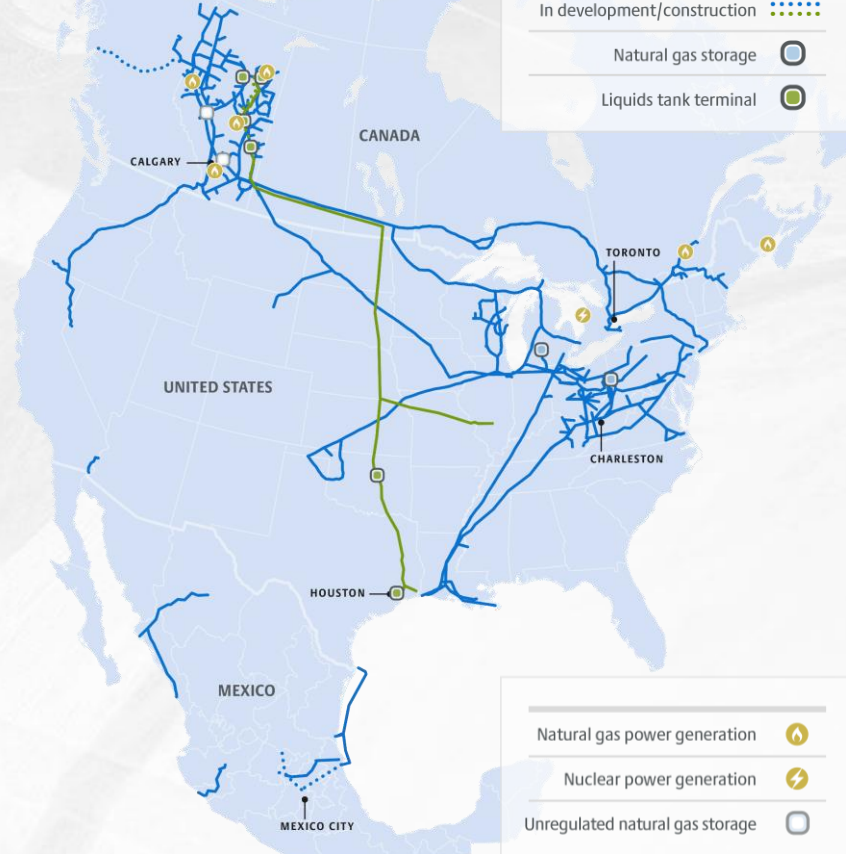 In development/construction
Natural gas storage
Liquids tank terminal
CANADA
CALGARY
TORONTO
UNITED STATES
CHARLESTON
HOUSTON
MEXICO
MEXICO CITY
Natural gas power generation
Nuclear power generation
Unregulated natural gas storage